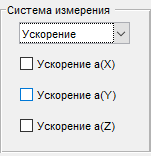 Система измерения
Ускорение
Ускорение a(X)
Ускорение a(Y)
Ускорение a(Z)